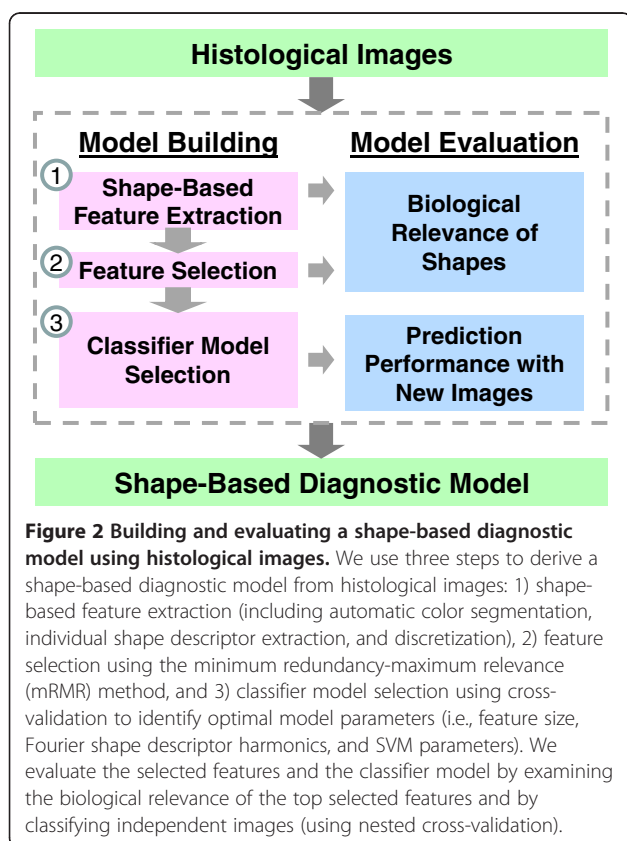 Histological Images
Model Building
Model Evaluation
1
Shape-Based
Feature Extraction
2
Feature Selection
3
Classifier Model
Selection
Biological
Relevance of
Shapes
Prediction
Performance with
New Images
Shape-Based Diagnostic Model
Figure 2 Building and evaluating a shape-based diagnostic
model using histological images. We use three steps to derive a
shape-based diagnostic model from histological images: 1) shape-
based feature extraction (including automatic color segmentation,
individual shape descriptor extraction, and discretization), 2) feature
selection using the minimum redundancy-maximum relevance
(mRMR) method, and 3) classifier model selection using cross-
validation to identify optimal model parameters (i.e., feature size,
Fourier shape descriptor harmonics, and SVM parameters). We
evaluate the selected features and the classifier model by examining
the biological relevance of the top selected features and by
classifying independent images (using nested cross-validation).